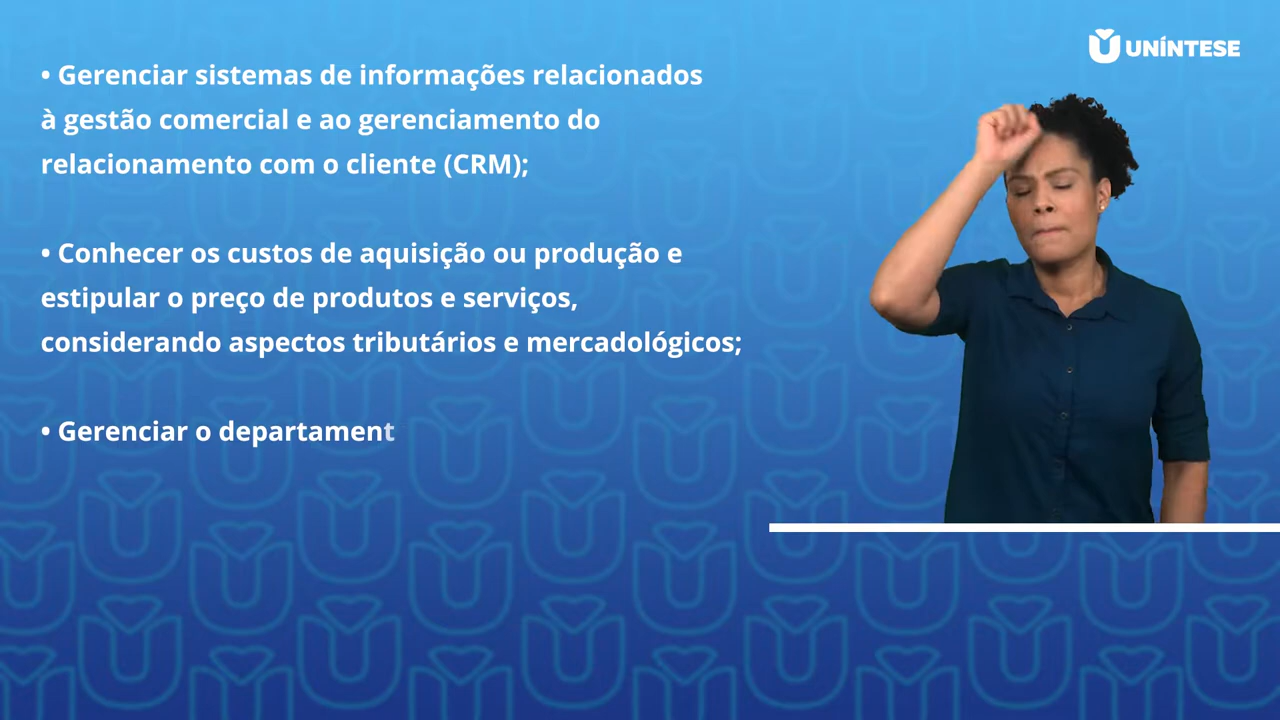 UNÍNTESE
• Gerenciar sistemas de informações relacionados
à gestão comercial e ao gerenciamento do
relacionamento com o cliente (CRM);
• Conhecer os custos de aquisição ou produção e
estipular o preço de produtos e serviços,
considerando aspectos tributários e mercadológicos;
• Gerenciar o departament